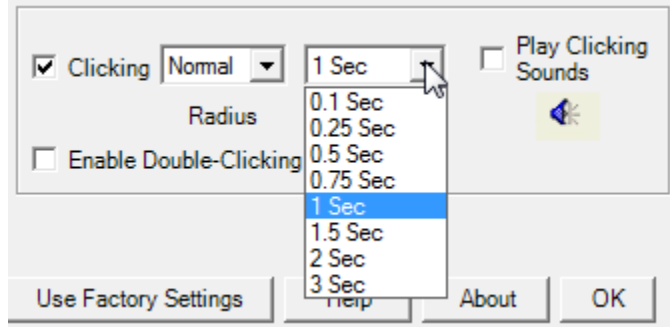 Clicking Normal 1 Sec Play Clicking
Sounds
Radius
Enable Double-Clicking
0.1 Sec
0.25 Sec
0.5 Sec
0.75 Sec
1 Sec
1.5 Sec
2 Sec
3 Sec
Use Factory Settings Help About OK